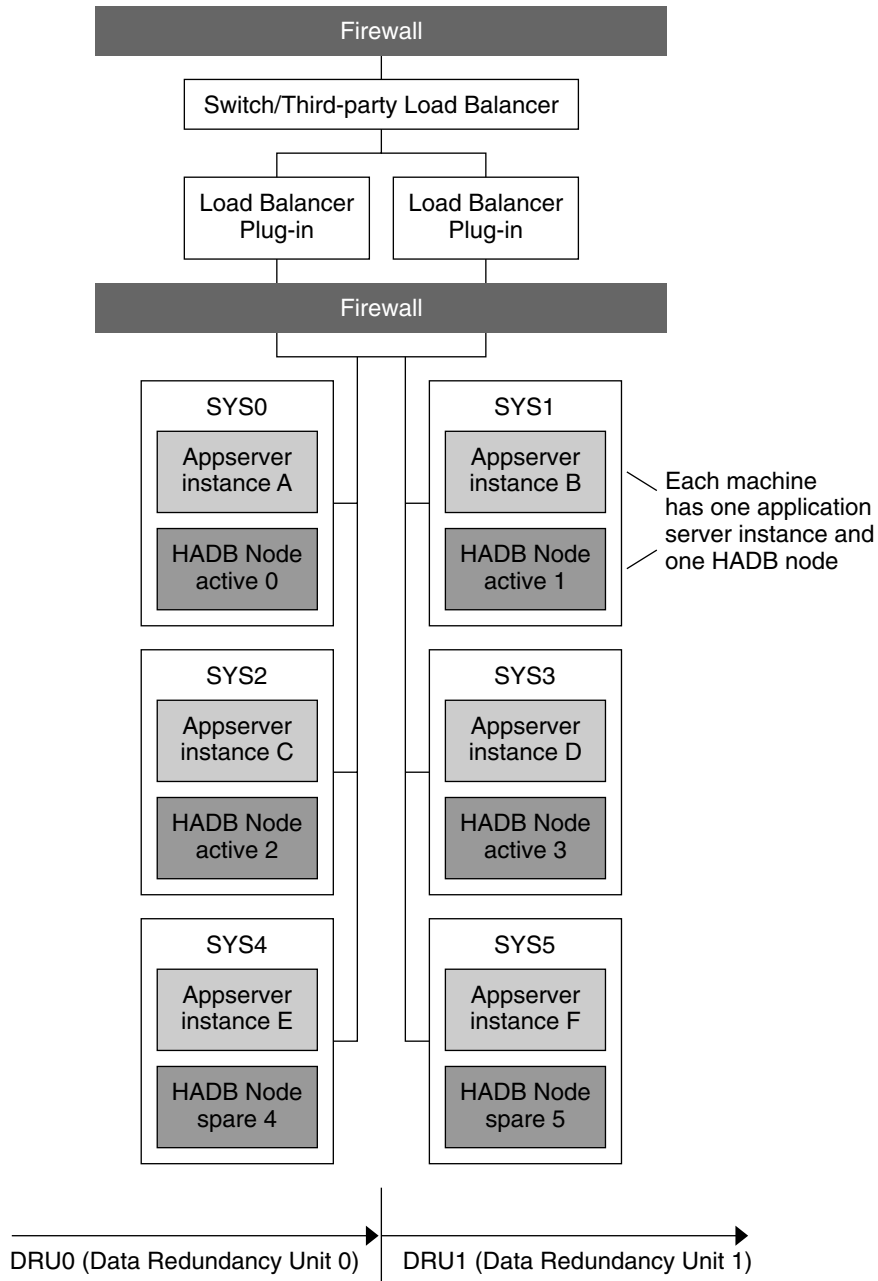 Firewall
Switch/Third-party Load Balancer
Load Balancer
Plug-in
Load Balancer
Plug-in
Firewall
SYS0
Appserver
instance A
HADB Node
active 0
SYS1
Appserver
instance B
HADB Node
active 1
Each machine
has one application
server instance and
one HADB node
SYS2
Appserver
instance C
HADB Node
active 2
SYS3
Appserver
instance D
HADB Node
active 3
SYS4
Appserver
instance E
HADB Node
spare 4
SYS5
Appserver
instance F
HADB Node
spare 5
DRU0 (Data Redundancy Unit 0)
DRU1 (Data Redundancy Unit 1)